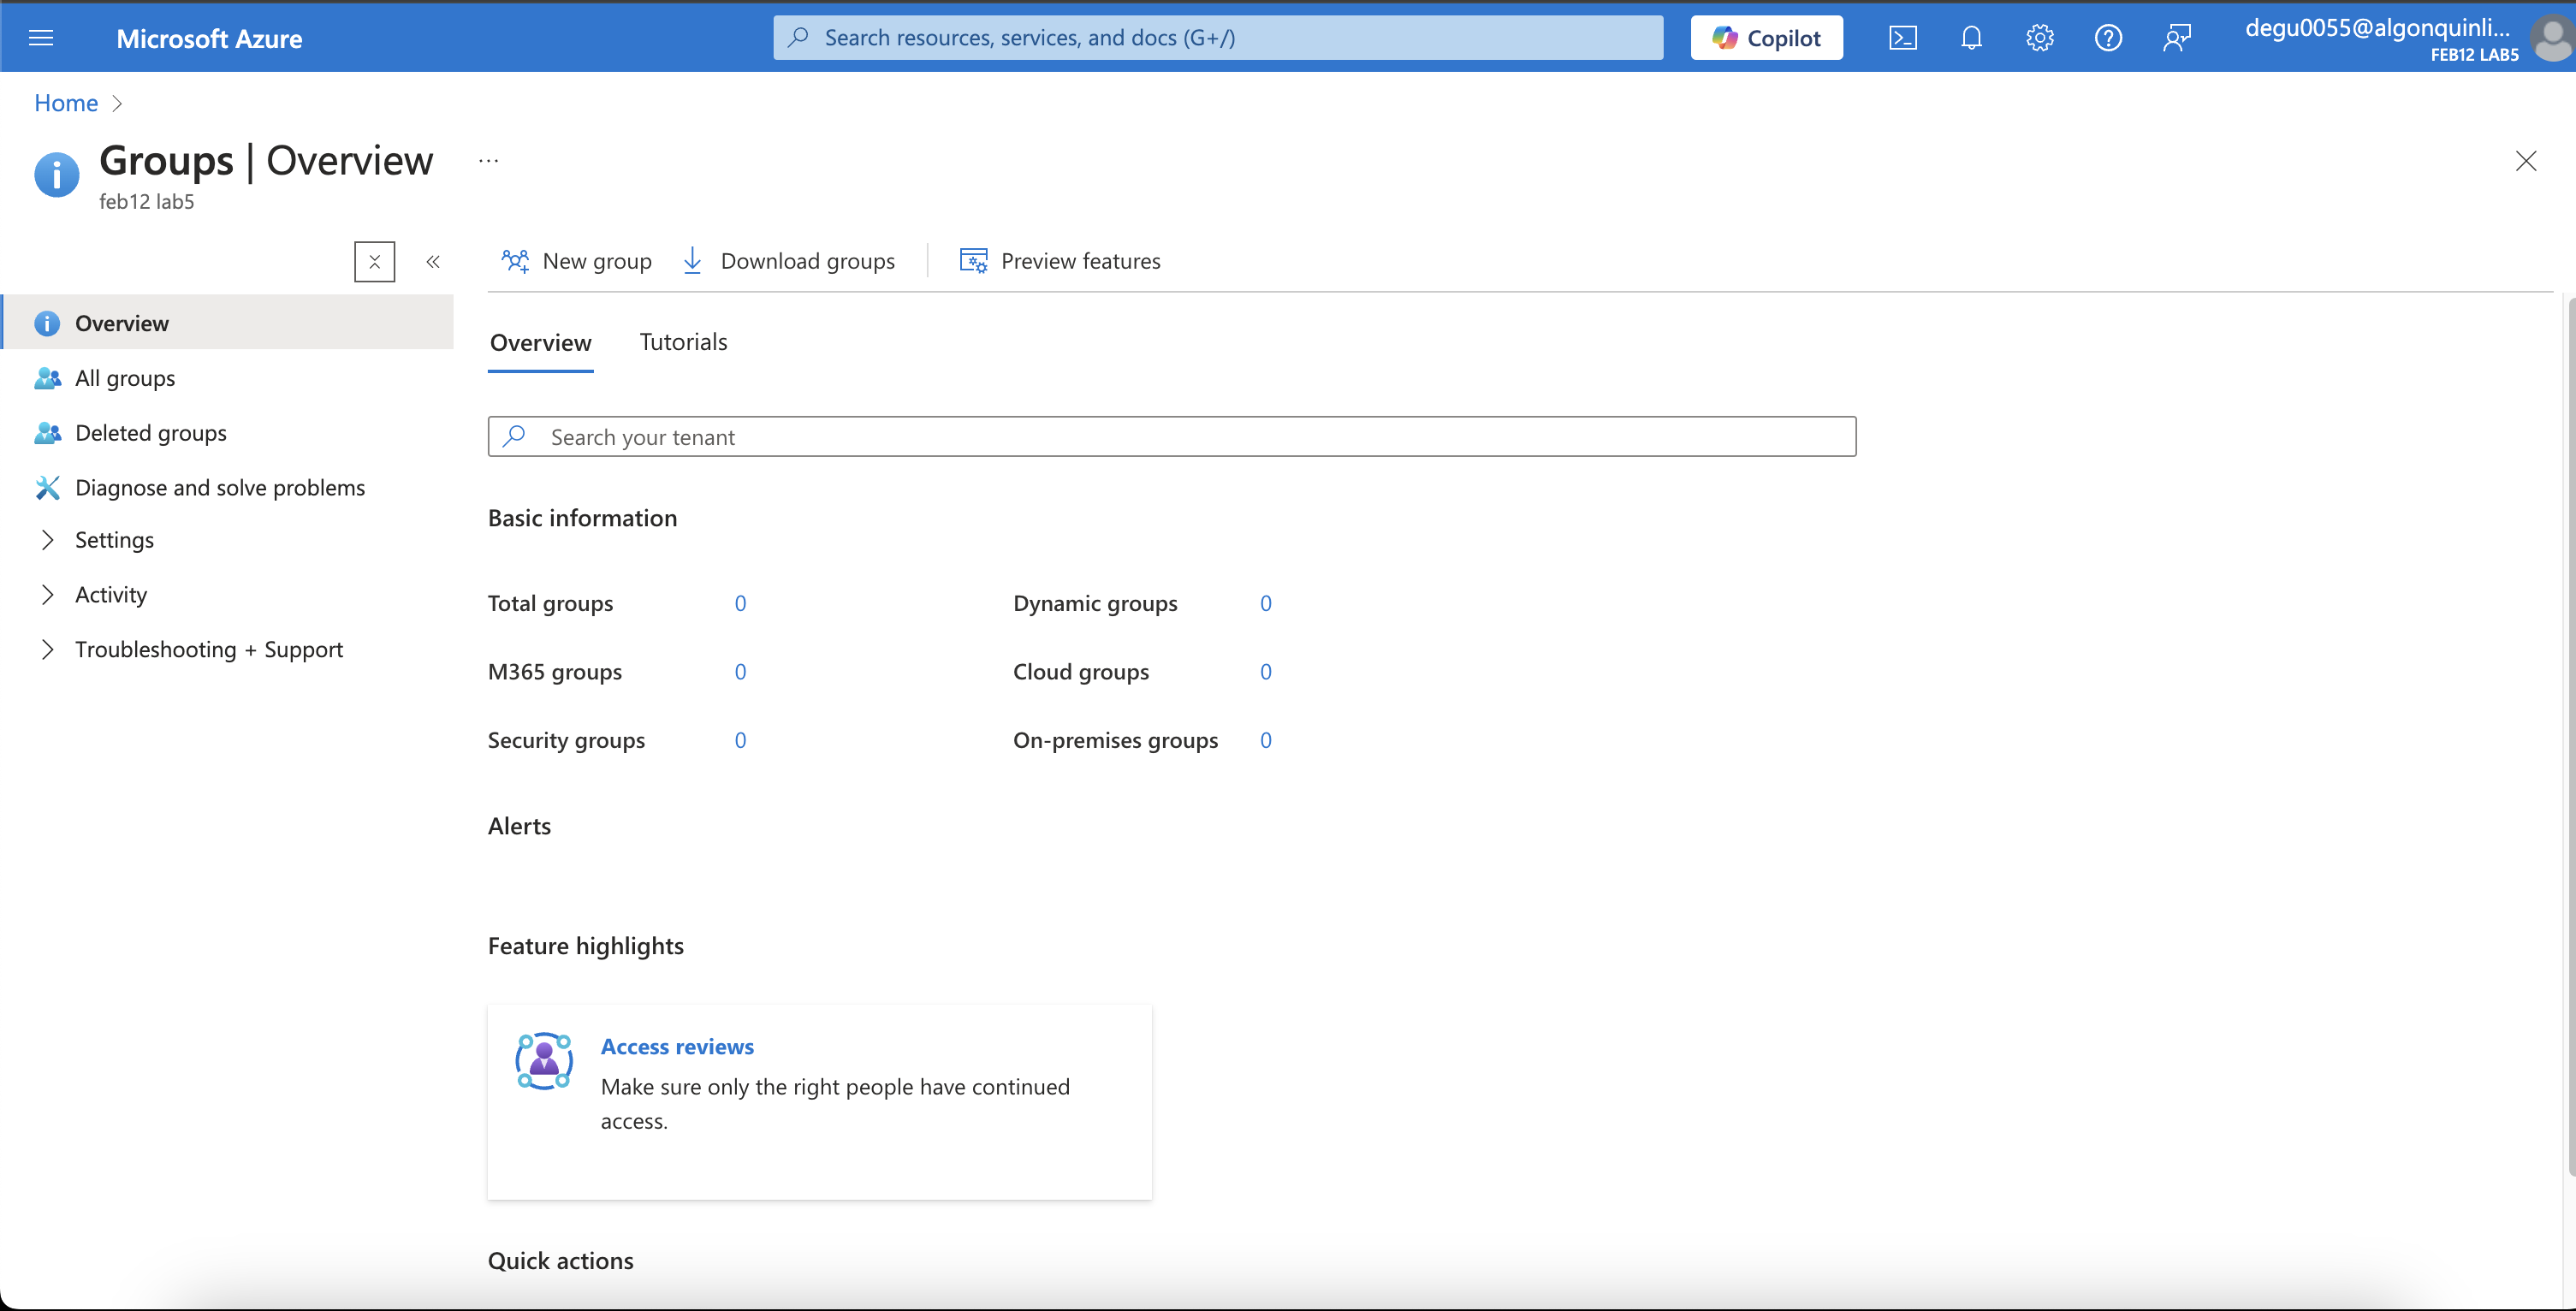 Microsoft Azure
Search resources, services, and docs (G+/)
Copilot
degu0055@algonquinli...
FEB12 LAB5
Home
Groups | Overview ...
feb12 lab5
New group
Download groups
Preview features
Overview
All groups
Deleted groups
Diagnose and solve problems
Settings
Activity
Troubleshooting + Support
Overview
Tutorials
Search your tenant
Basic information
Total groups 0
Dynamic groups 0
M365 groups 0
Cloud groups 0
Security groups 0
On-premises groups 0
Alerts
Feature highlights
Access reviews
Make sure only the right people have continued
access.
Quick actions